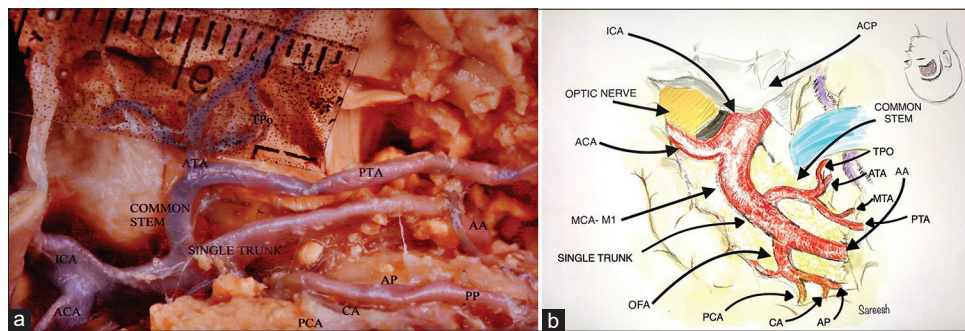 TPo
ATA
PTA
COMMON
STEM
AA
SINGLE TRUNK
ICA
AP
PP
CA
ACA
PCA
a
ICA
ACP
OPTIC NERVE
COMMON
STEM
ACA
TPO
ATA
AA
MTA
MCA- M1
PTA
SINGLE TRUNK
OFA
PCA
CA
AP
Sareesh
b